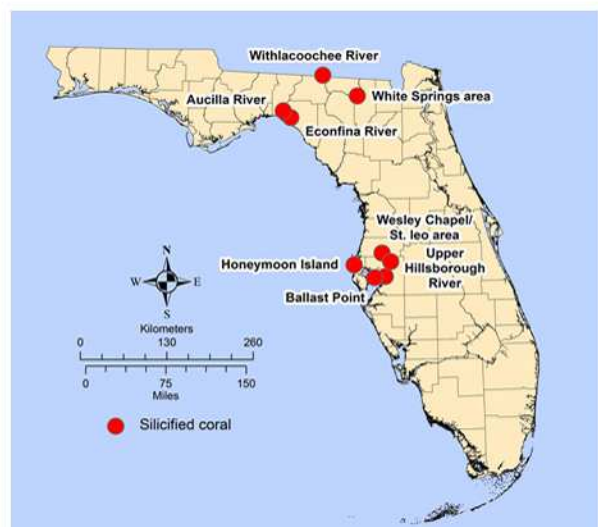 Withlacoochee River
White Springs area
Aucilla River
Econfina River
Wesley Chapel/
St. leo area
Honeymoon Island
Upper
Hillsborough
River
Ballast Point
N
W E
S
Kilometers
0 130 260
0 75 150
Miles
Silicified coral